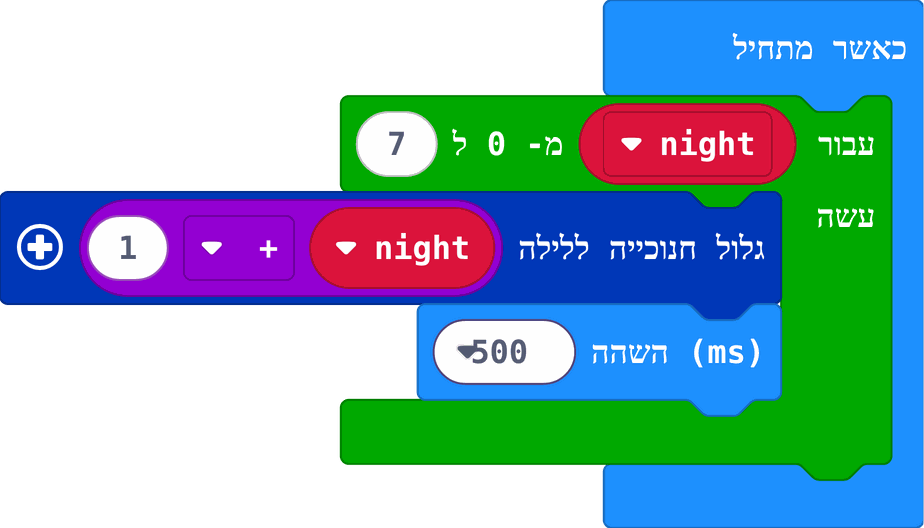 כאשר מתחיל
עבור night מ- 0 ל 7
עשה
גלול חנוכייה ללילה night + 1
(ms) השהה 500